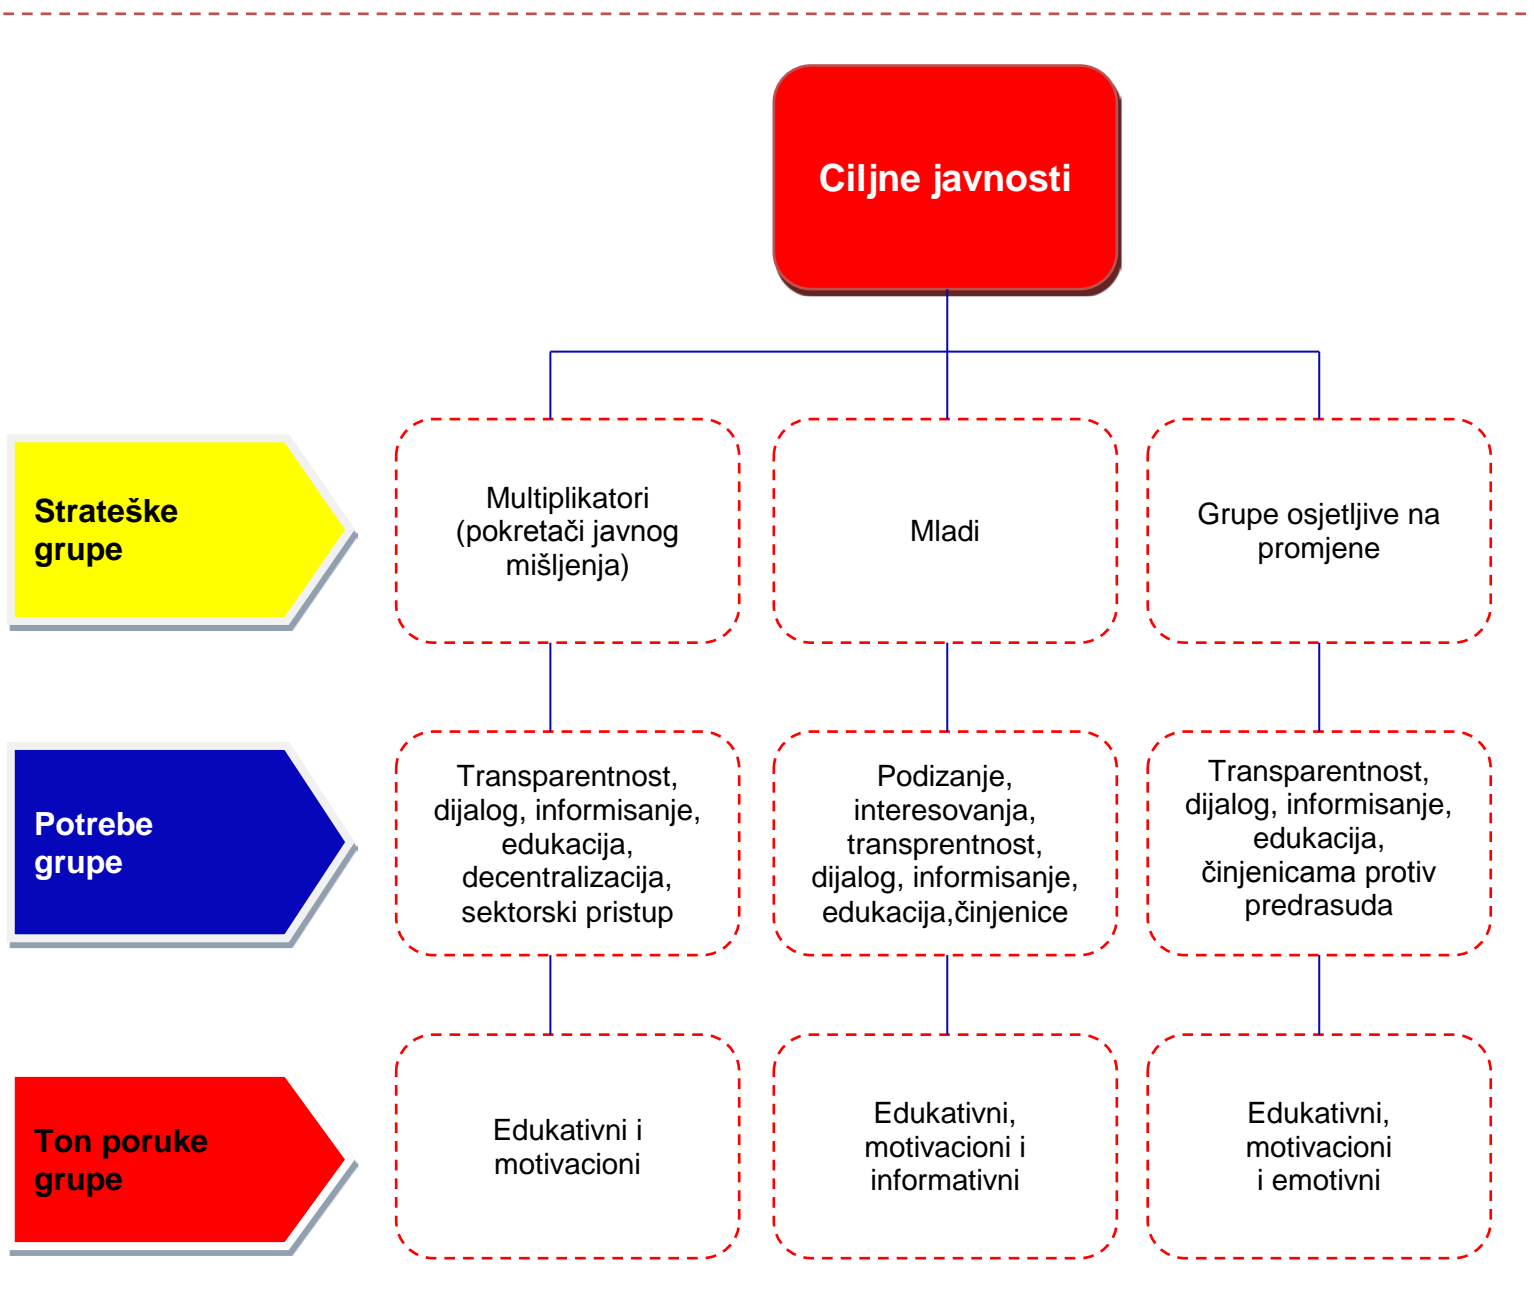 Ciljne javnosti
Strateške
grupe
Multiplikatori
(pokretači javnog
mišljenja)
Mladi
Grupe osjetljive na
promjene
Potrebe
grupe
Transparentnost,
dijalog, informisanje,
edukacija,
decentralizacija,
sektorski pristup
Podizanje,
interesovanja,
transprentnost,
dijalog, informisanje,
edukacija,činjenice
Transparentnost,
dijalog, informisanje,
edukacija,
činjenicama protiv
predrasuda
Ton poruke
grupe
Edukativni i
motivacioni
Edukativni,
motivacioni i
informativni
Edukativni,
motivacioni
i emotivni